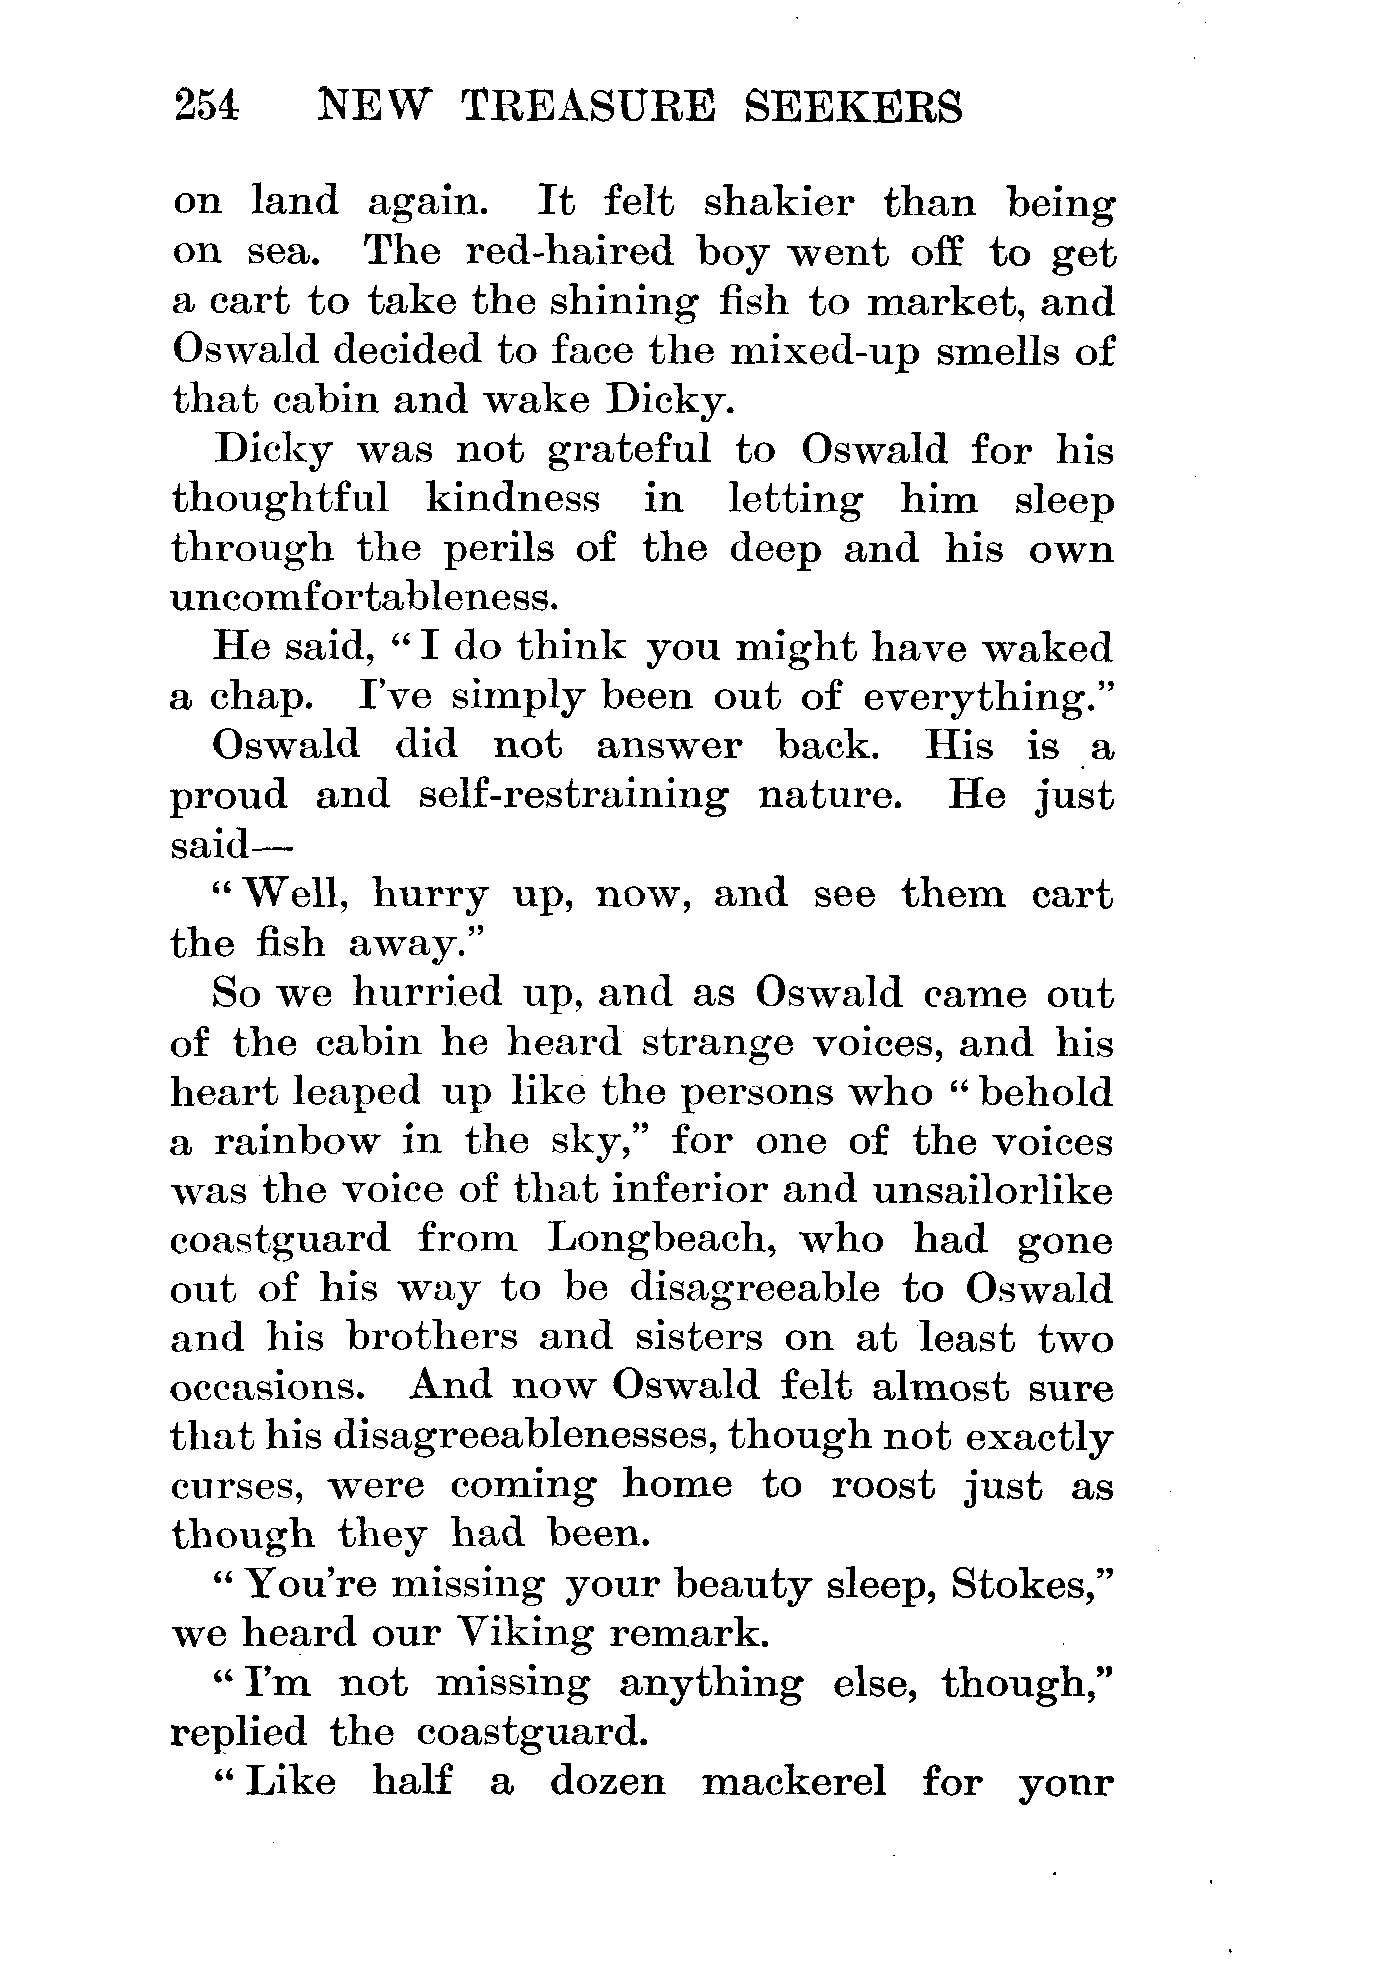 254 NEW TREASURE SEEKERS
on land again. It felt shakier than being
on sea. The red-haired boy went off to get
a cart to take the shining fish to market, and
Oswald decided to face the mixed-up smells of
that cabin and wake Dicky.
Dicky was not grateful to Oswald for his
thoughtful kindness in letting him sleep
through the perils of the deep and his own
uncomfortableness.
He said, “I do think you might have waked
a chap. I've simply been out of everything.”
Oswald did not answer back. His is a
proud and self-restraining nature. He just
said—
“Well, hurry up, now, and see them cart
the fish away.”
So we hurried up, and as Oswald came out
of the cabin he heard strange voices, and his
heart leaped up like the persons who “behold
a rainbow in the sky,” for one of the voices
was the voice of that inferior and unsailorlike
coastguard from Longbeach, who had gone
out of his way to be disagreeable to Oswald
and his brothers and sisters on at least two
occasions. And now Oswald felt almost sure
that his disagreeablenesses, though not exactly
curses, were coming home to roost just as
though they had been.
“You're missing your beauty sleep, Stokes,”
we heard our Viking remark.
“I'm not missing anything else, though,”
replied the coastguard.
“Like half a dozen mackerel for your